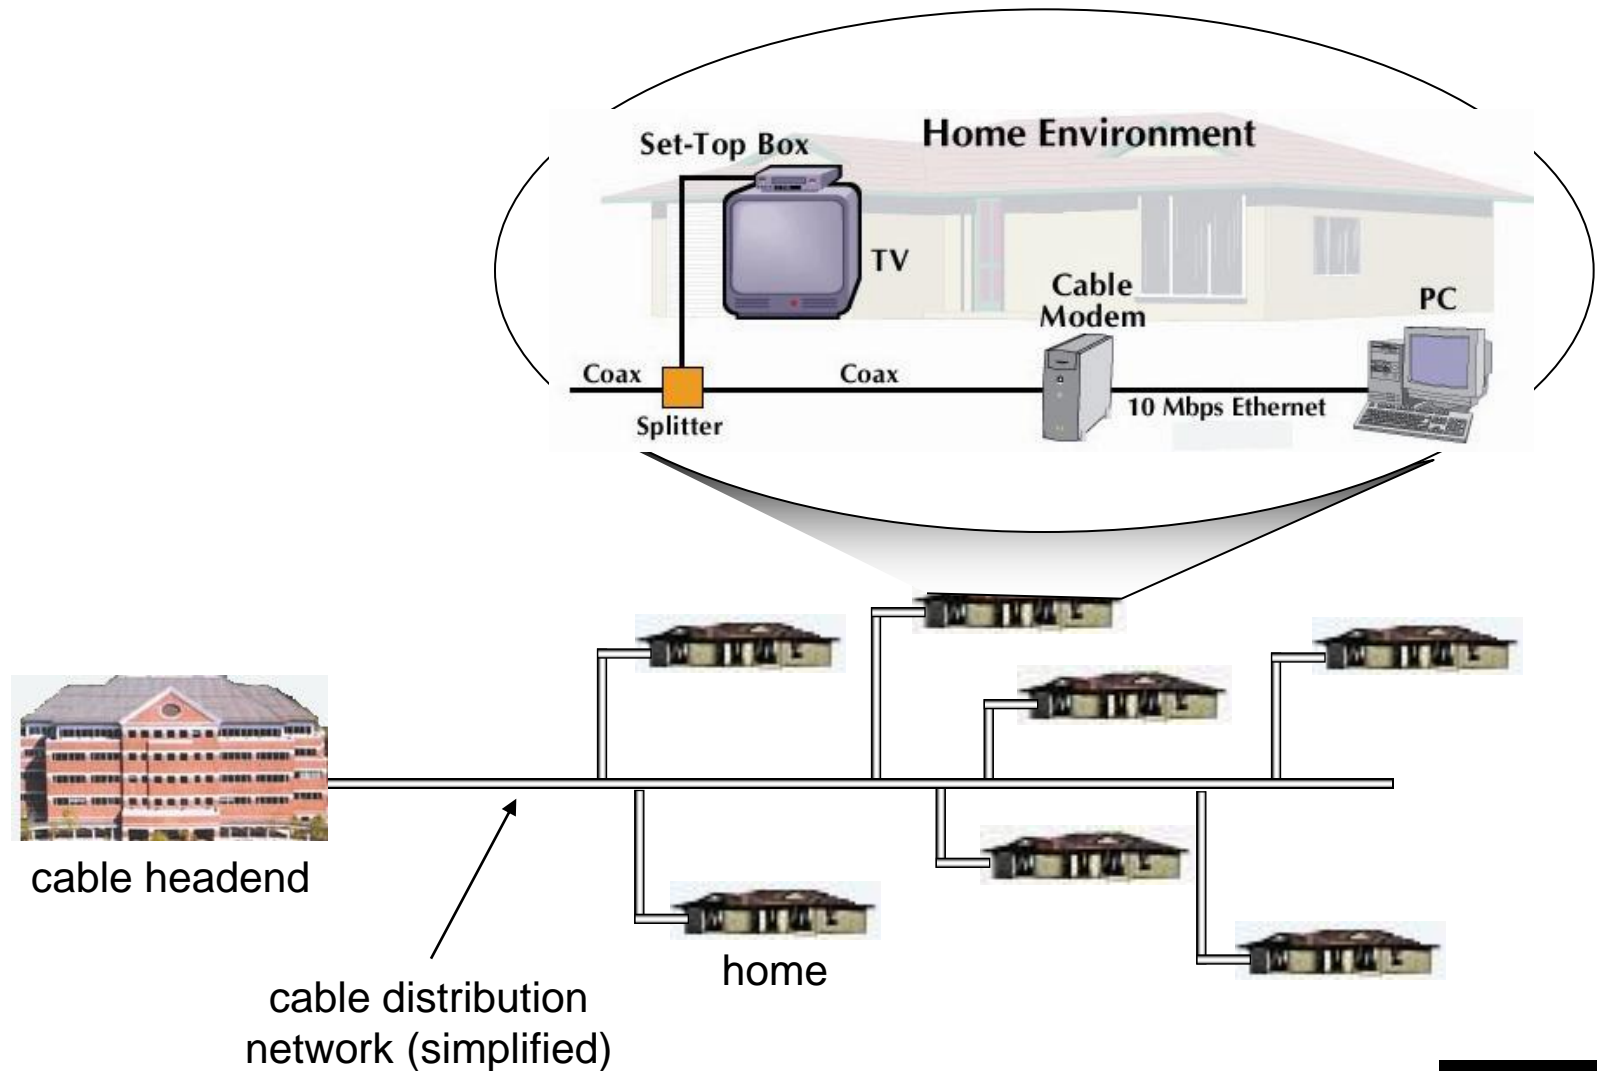 Home Environment
Set-Top Box
TV
Cable
Modem
PC
Coax
Coax
10 Mbps Ethernet
Splitter
cable headend
home
cable distribution
network (simplified)